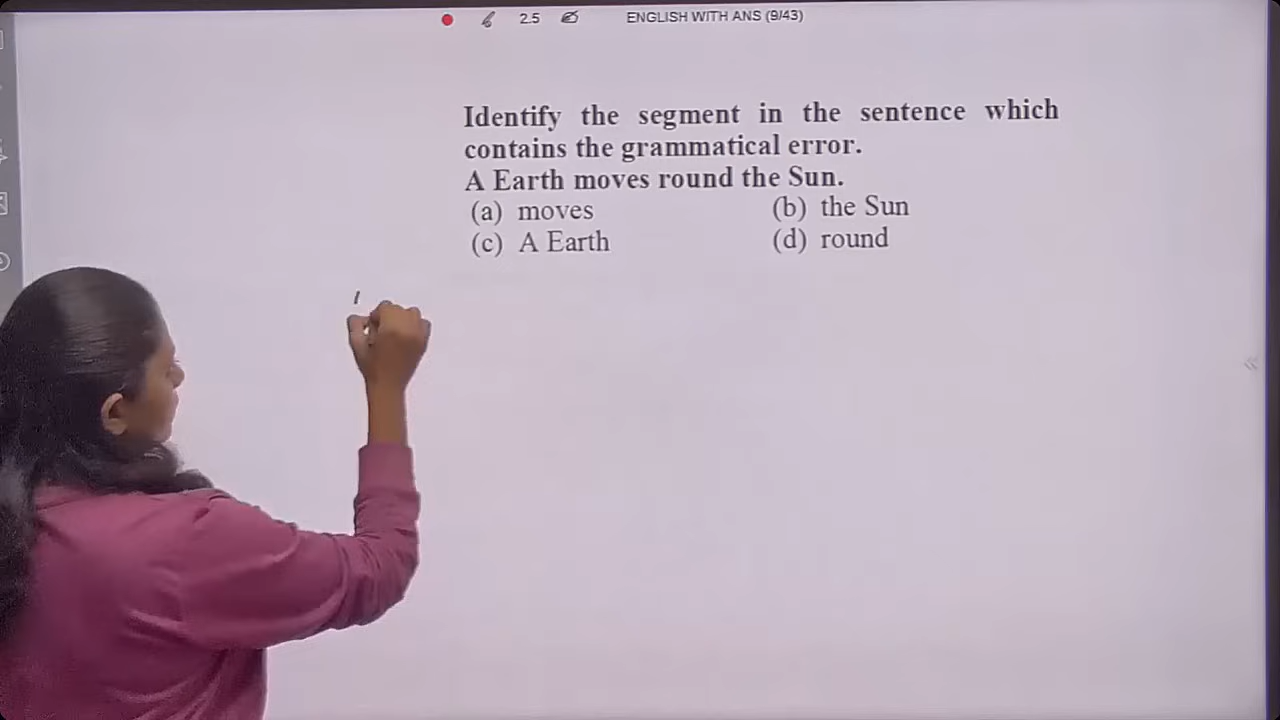 2.5 ENGLISH WITH ANS (9/43)
Identify the segment in the sentence which
contains the grammatical error.
A Earth moves round the Sun.
(a) moves (b) the Sun
(c) A Earth (d) round